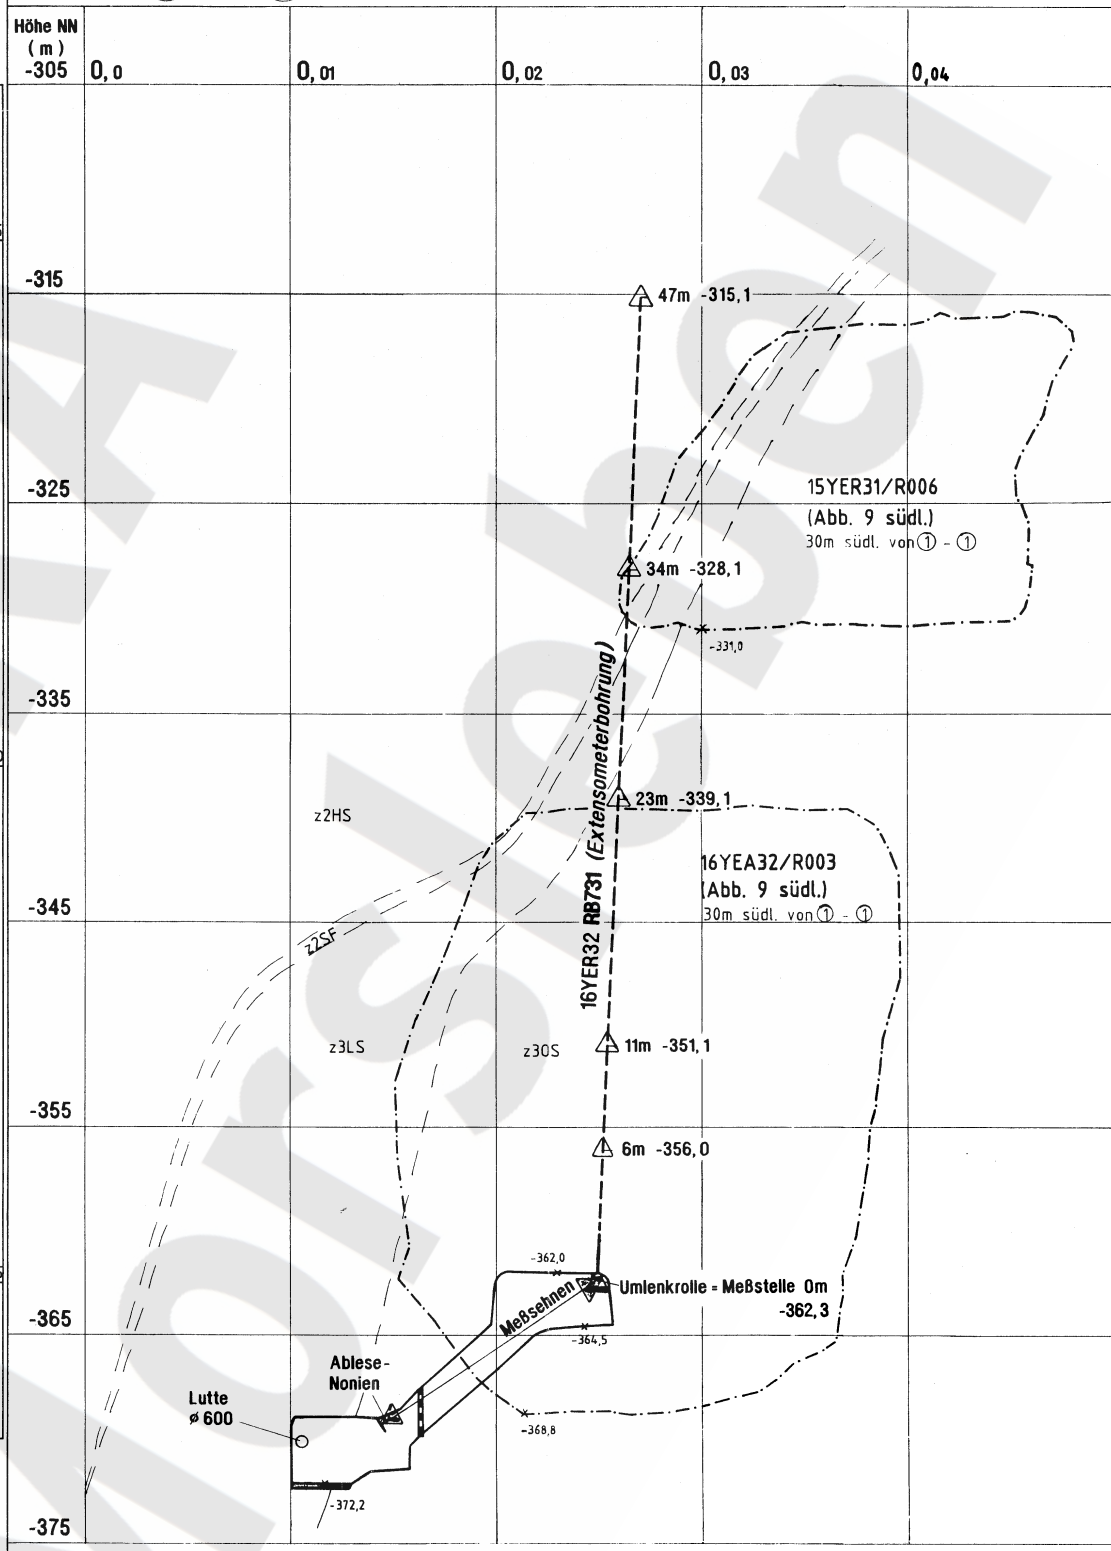 Höhe NN
(m)
-305 0,0 0,01 0,02 0,03 0,04
-315
47m -315,1
-325
15YER31/R006
(Abb. 9 südl.)
30m südl. von ① - ①
34m -328,1
-331,0
-335
16YER32 RB731 (Extensometerbohrung)
23m -339,1
z2HS
16YEA32/R003
(Abb. 9 südl.)
30m südl. von ① - ①
-345
z2SF
z3LS
z3OS
11m -351,1
-355
6m -356,0
-362,0
Umlenkrolle = Meßstelle 0m
-362,3
Meßsehnen
-365
-364,5
Ablese-
Nonien
Lutte
ø 600
-368,8
-372,2
-375
Morsleben